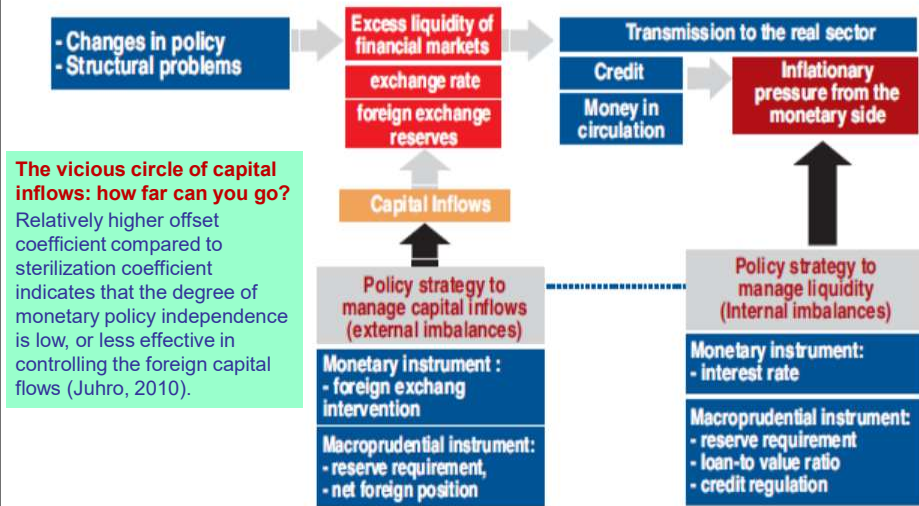 - Changes in policy
- Structural problems
Excess liquidity of
financial markets
exchange rate
foreign exchange
reserves
Transmission to the real sector
Credit
Money in
circulation
Inflationary
pressure from the
monetary side
The vicious circle of capital
inflows: how far can you go?
Relatively higher offset
coefficient compared to
sterilization coefficient
indicates that the degree of
monetary policy independence
is low, or less effective in
controlling the foreign capital
flows (Juhro, 2010).
Capital Inflows
Policy strategy to
manage capital inflows
(external imbalances)
Monetary instrument :
- foreign exchang
intervention
Macroprudential instrument:
- reserve requirement,
- net foreign position
Policy strategy to
manage liquidity
(Internal imbalances)
Monetary instrument:
- interest rate
Macroprudential instrument:
- reserve requirement
- loan-to value ratio
- credit regulation